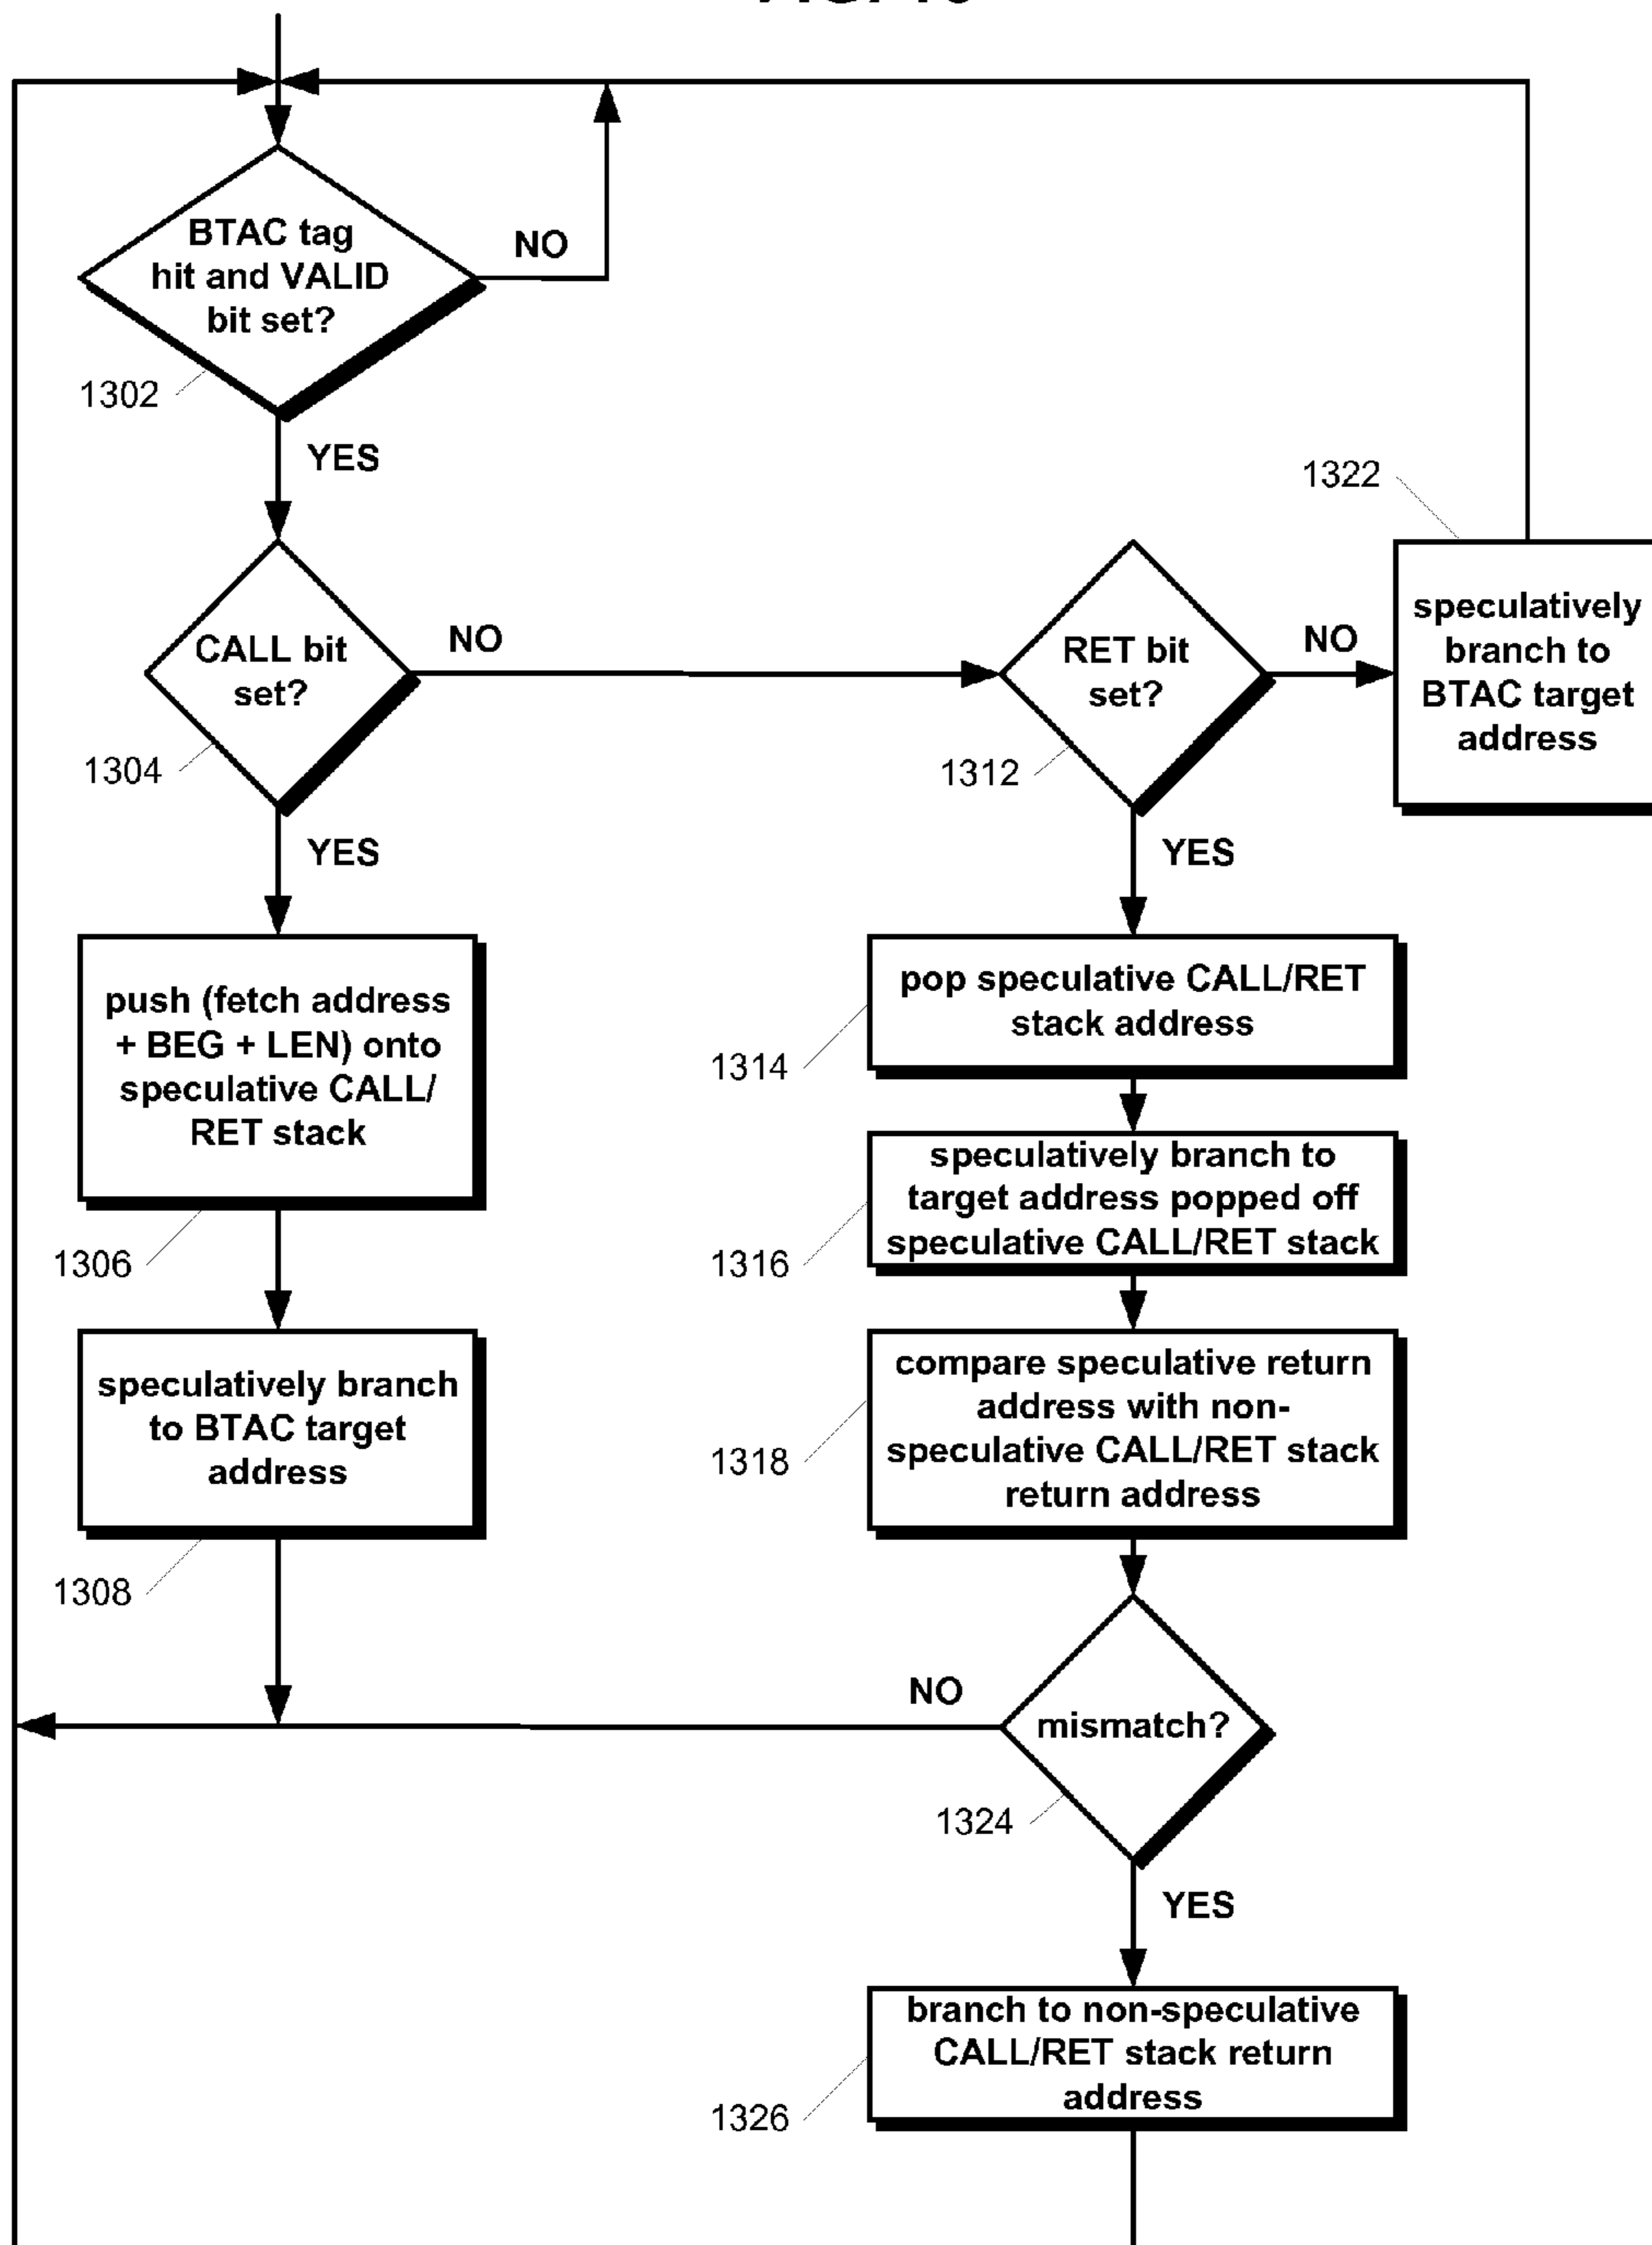 BTAC tag
hit and VALID
bit set?
NO
1302
YES
1322
CALL bit
set?
NO
1304
RET bit
set?
NO
1312
speculatively
branch to
BTAC target
address
YES
YES
push (fetch address
+ BEG + LEN) onto
speculative CALL/
RET stack
1306
pop speculative CALL/RET
stack address
1314
speculatively branch to
target address popped off
speculative CALL/RET stack
1316
speculatively branch
to BTAC target
address
1308
compare speculative return
address with non-
speculative CALL/RET stack
return address
1318
NO
mismatch?
1324
YES
branch to non-speculative
CALL/RET stack return
address
1326